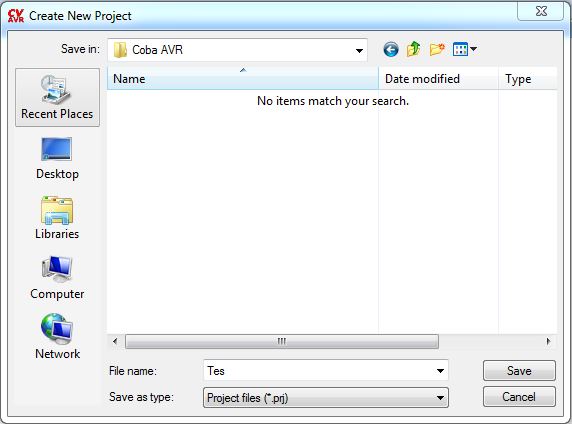 CV AVR Create New Project
Save in: Coba AVR
Name Date modified Type
No items match your search.
Recent Places
Desktop
Libraries
Computer
Network
File name: Tes Save
Save as type: Project files (*.prj) Cancel